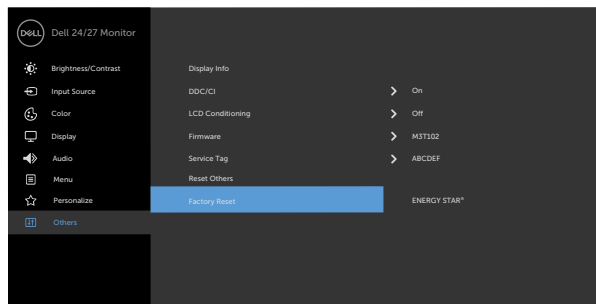 DELL Dell 24/27 Monitor
Brightness/Contrast Display Info
Input Source DDC/CI On
Color LCD Conditioning Off
Display Firmware M3T102
Audio Service Tag ABCDEF
Menu Reset Others
Personalize Factory Reset ENERGY STAR®
Others